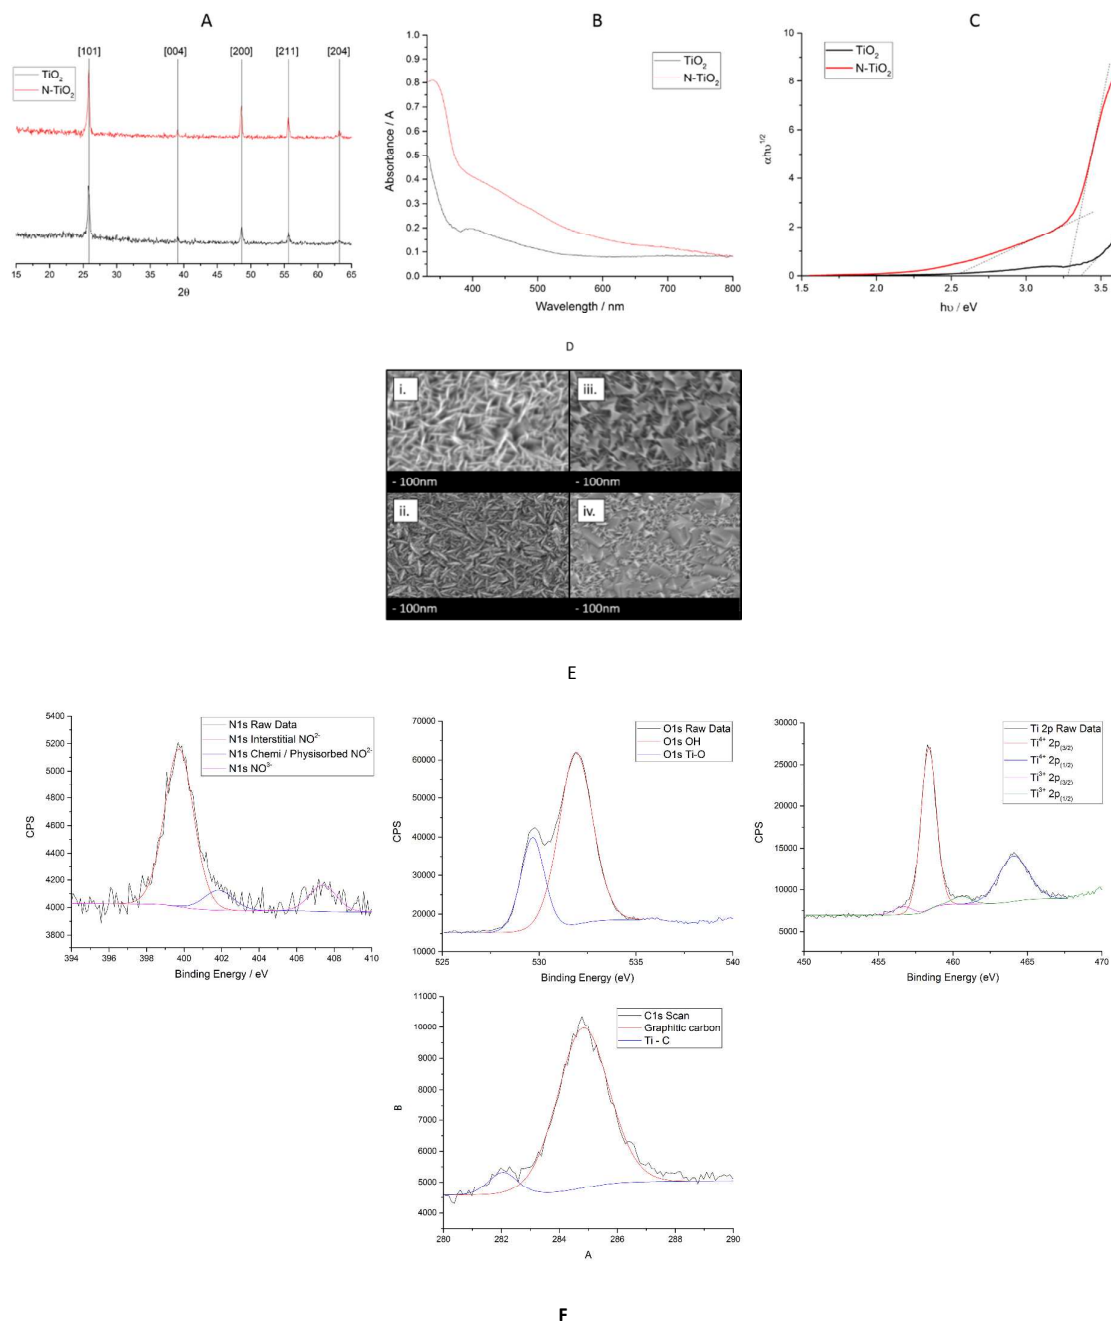 A
B
C
[101] [004] [200] [211] [204]
TiO2
N-TiO2
15 20 25 30 35 40 45 50 55 60 65
2θ
TiO2
N-TiO2
Absorbance / A
1.0
0.9
0.8
0.7
0.6
0.5
0.4
0.3
0.2
0.1
0.0
400 500 600 700 800
Wavelength / nm
TiO2
N-TiO2
αhυ1/2
10
8
6
4
2
0
1.5 2.0 2.5 3.0 3.5
hυ / eV
D
i.
iii.
- 100nm
- 100nm
ii.
iv.
- 100nm
- 100nm
E
N1s Raw Data
N1s Interstitial NO2-
N1s Chemi / Physisorbed NO2-
N1s NO3-
CPS
5400
5200
5000
4800
4600
4400
4200
4000
3800
394 396 398 400 402 404 406 408 410
Binding Energy / eV
O1s Raw Data
O1s OH
O1s Ti-O
CPS
70000
60000
50000
40000
30000
20000
10000
525 530 535 540
Binding Energy (eV)
Ti 2p Raw Data
Ti4+ 2p(3/2)
Ti4+ 2p(1/2)
Ti3+ 2p(3/2)
Ti3+ 2p(1/2)
CPS
30000
25000
20000
15000
10000
5000
450 455 460 465 470
Binding Energy (eV)
C1s Scan
Graphitic carbon
Ti - C
B
11000
10000
9000
8000
7000
6000
5000
4000
280 282 284 286 288 290
A
F